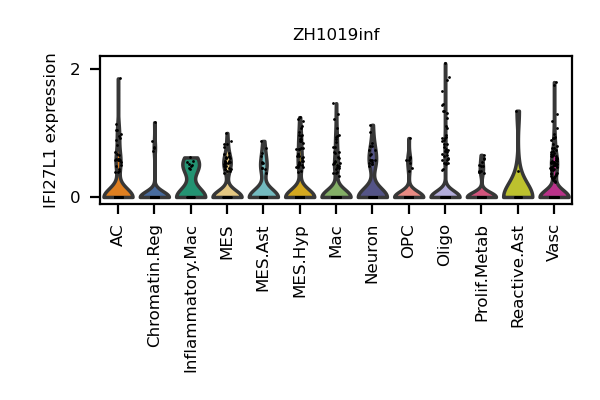 ZH1019inf
IFI27L1 expression
2
0
AC
Chromatin.Reg
Inflammatory.Mac
MES
MES.Ast
MES.Hyp
Mac
Neuron
OPC
Oligo
Prolif.Metab
Reactive.Ast
Vasc